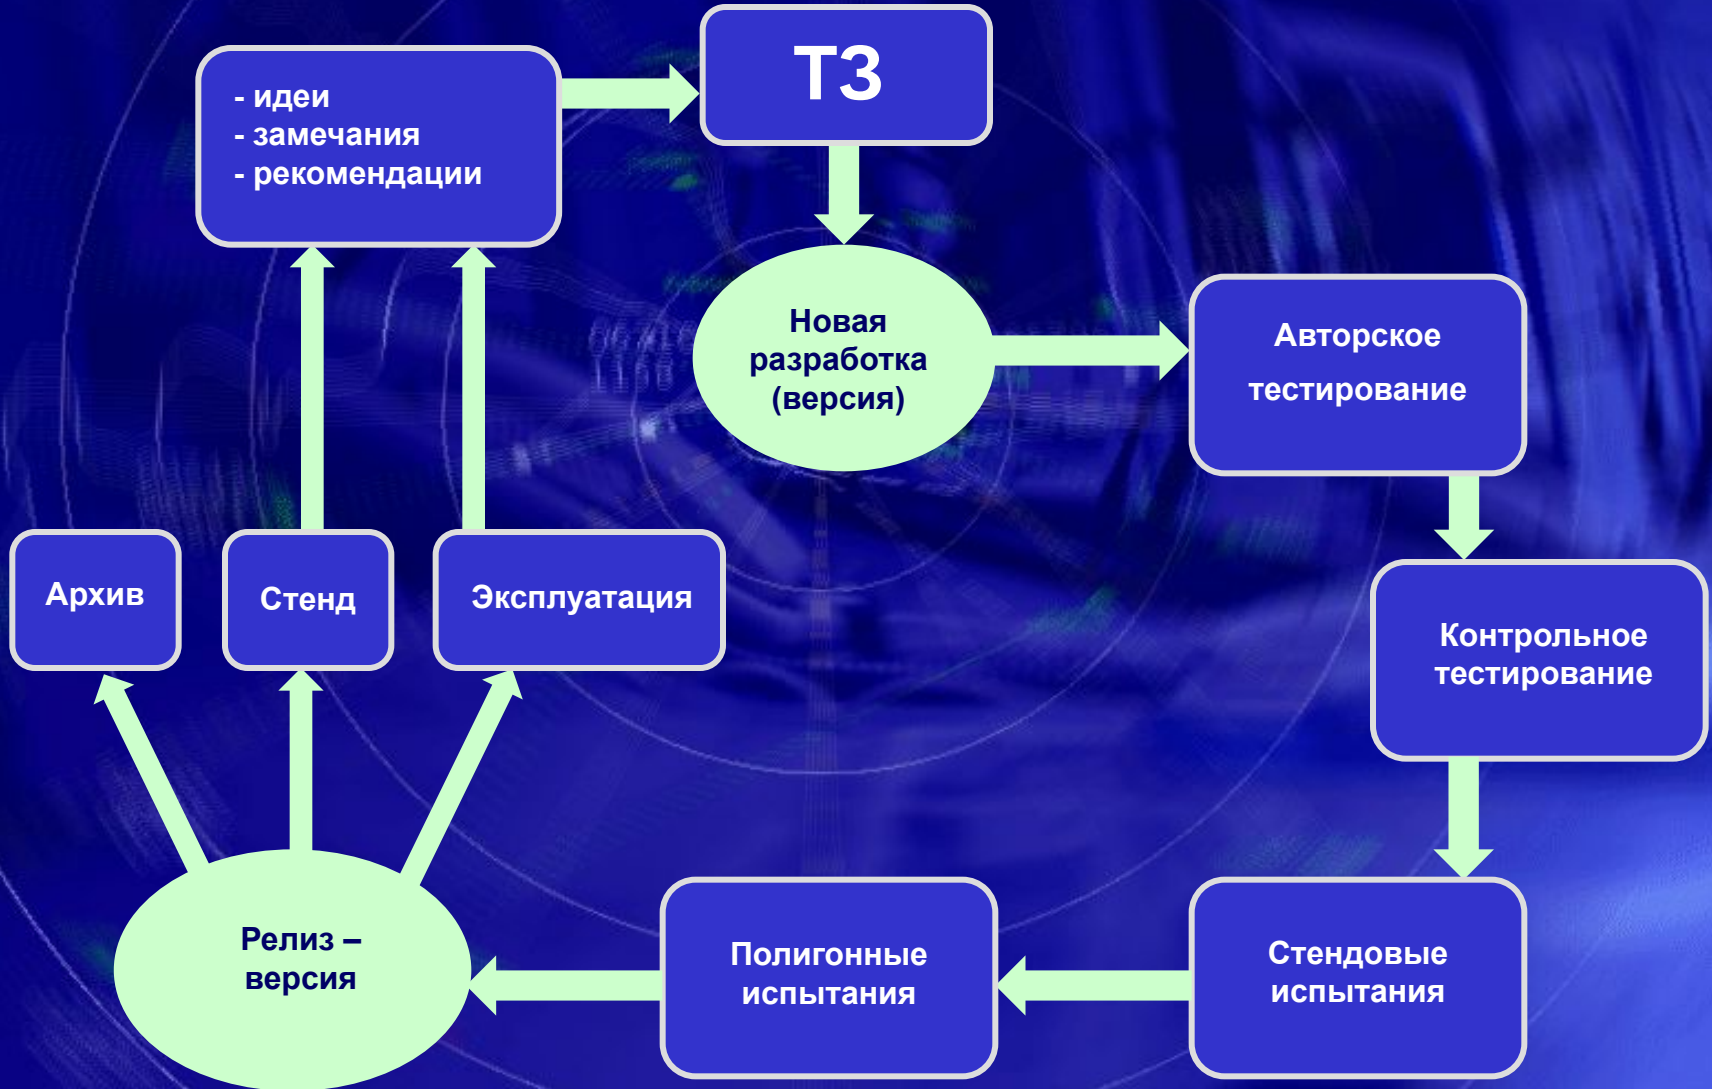 ТЗ
- идеи
- замечания
- рекомендации
Новая
разработка
(версия)
Авторское
тестирование
Архив
Стенд
Эксплуатация
Контрольное
тестирование
Релиз –
версия
Полигонные
испытания
Стендовые
испытания